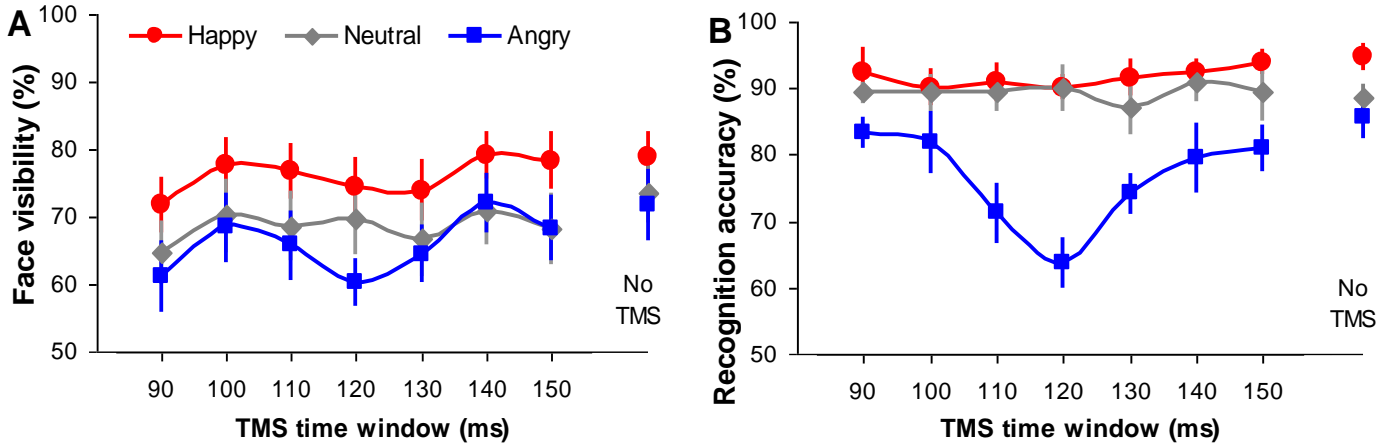 A
Happy
Neutral
Angry
Face visibility (%)
100
90
80
70
60
50
90 100 110 120 130 140 150
No
TMS
TMS time window (ms)
B
Recognition accuracy (%)
100
90
80
70
60
50
90 100 110 120 130 140 150
No
TMS
TMS time window (ms)